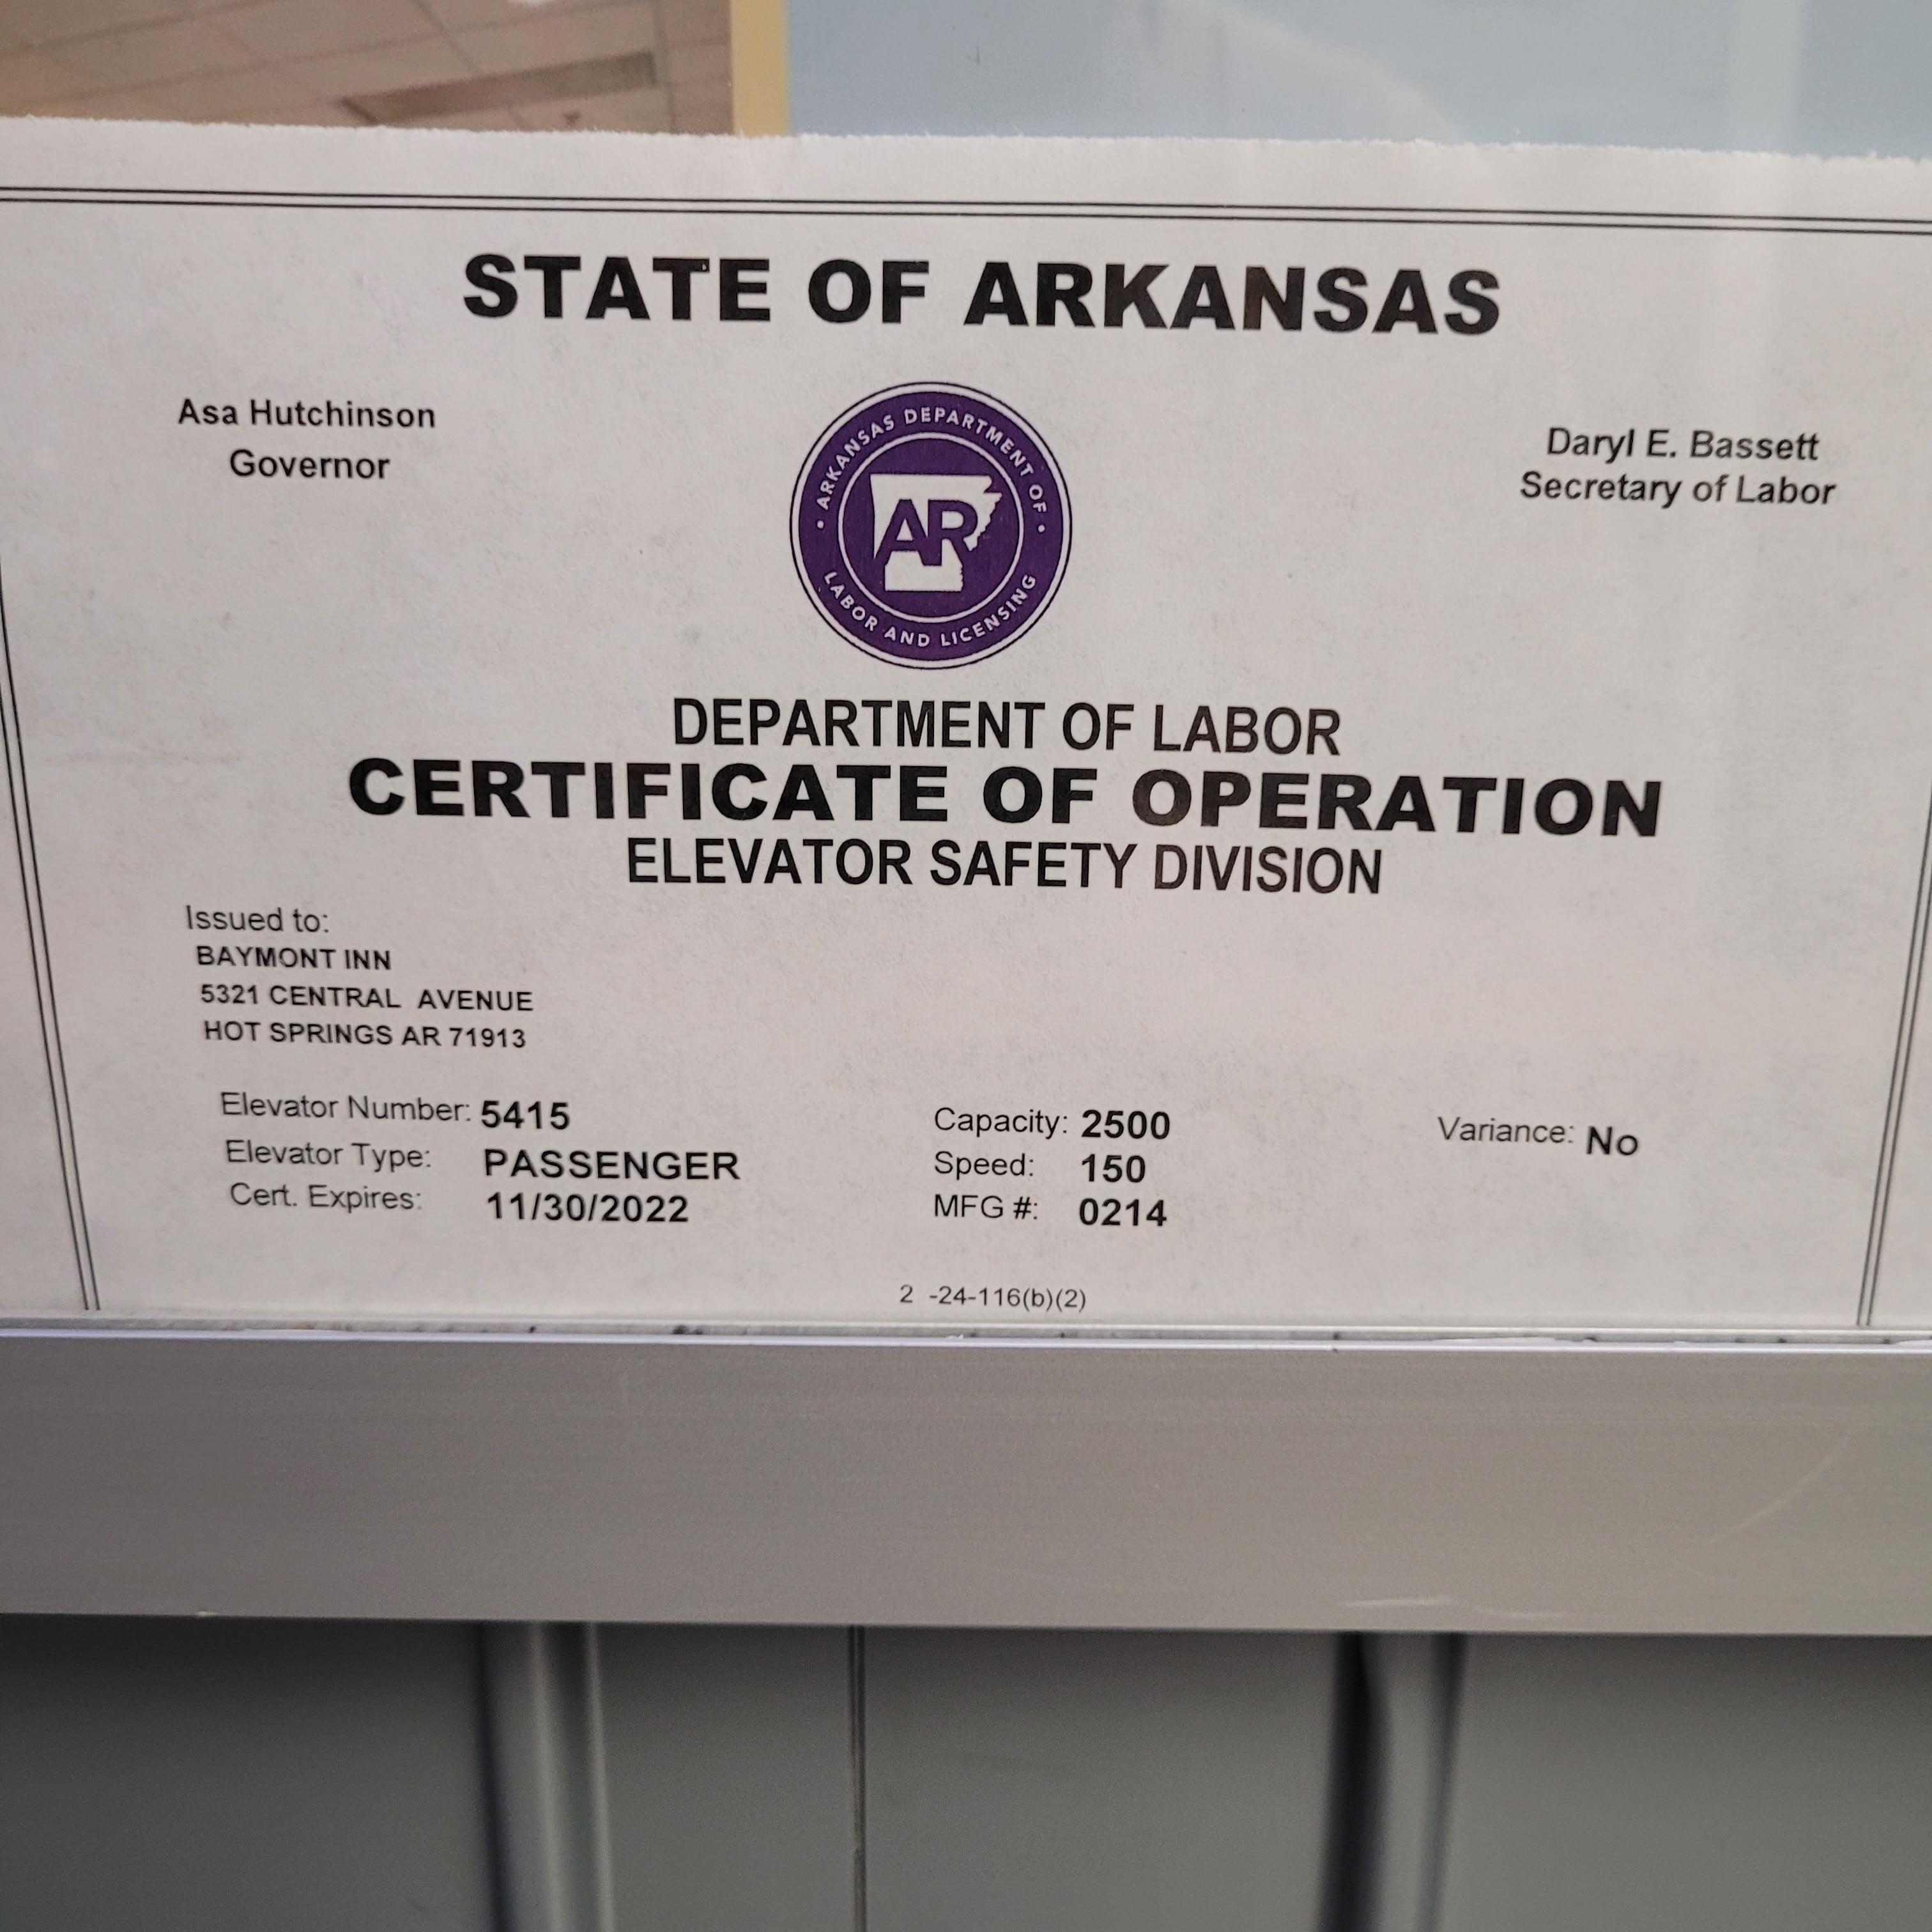 STATE OF ARKANSAS
Asa Hutchinson
Governor
ARKANSAS DEPARTMENT OF
LABOR AND LICENSING
AR
Daryl E. Bassett
Secretary of Labor
DEPARTMENT OF LABOR
CERTIFICATE OF OPERATION
ELEVATOR SAFETY DIVISION
Issued to:
BAYMONT INN
5321 CENTRAL AVENUE
HOT SPRINGS AR 71913
Elevator Number: 5415
Elevator Type: PASSENGER
Cert. Expires: 11/30/2022
Capacity: 2500
Speed: 150
MFG #: 0214
Variance: No
2 -24-116(b)(2)